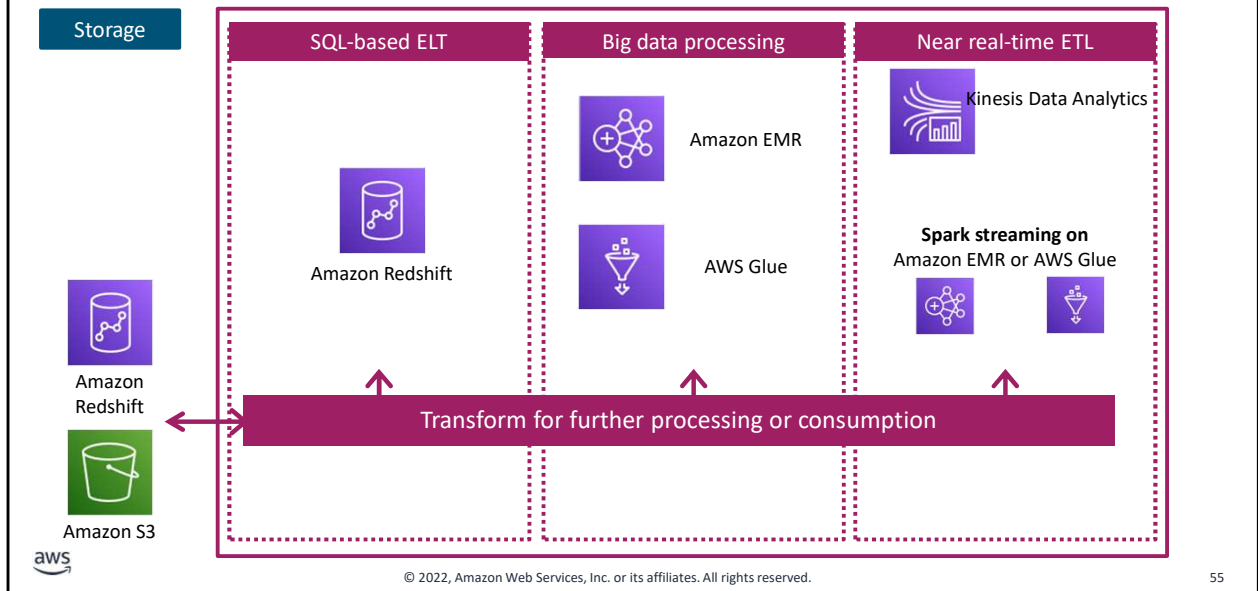 Storage
SQL-based ELT
Big data processing
Near real-time ETL
Kinesis Data Analytics
Amazon EMR
Amazon Redshift
AWS Glue
Spark streaming on
Amazon EMR or AWS Glue
Amazon
Redshift
Transform for further processing or consumption
Amazon S3
aws
© 2022, Amazon Web Services, Inc. or its affiliates. All rights reserved.
55